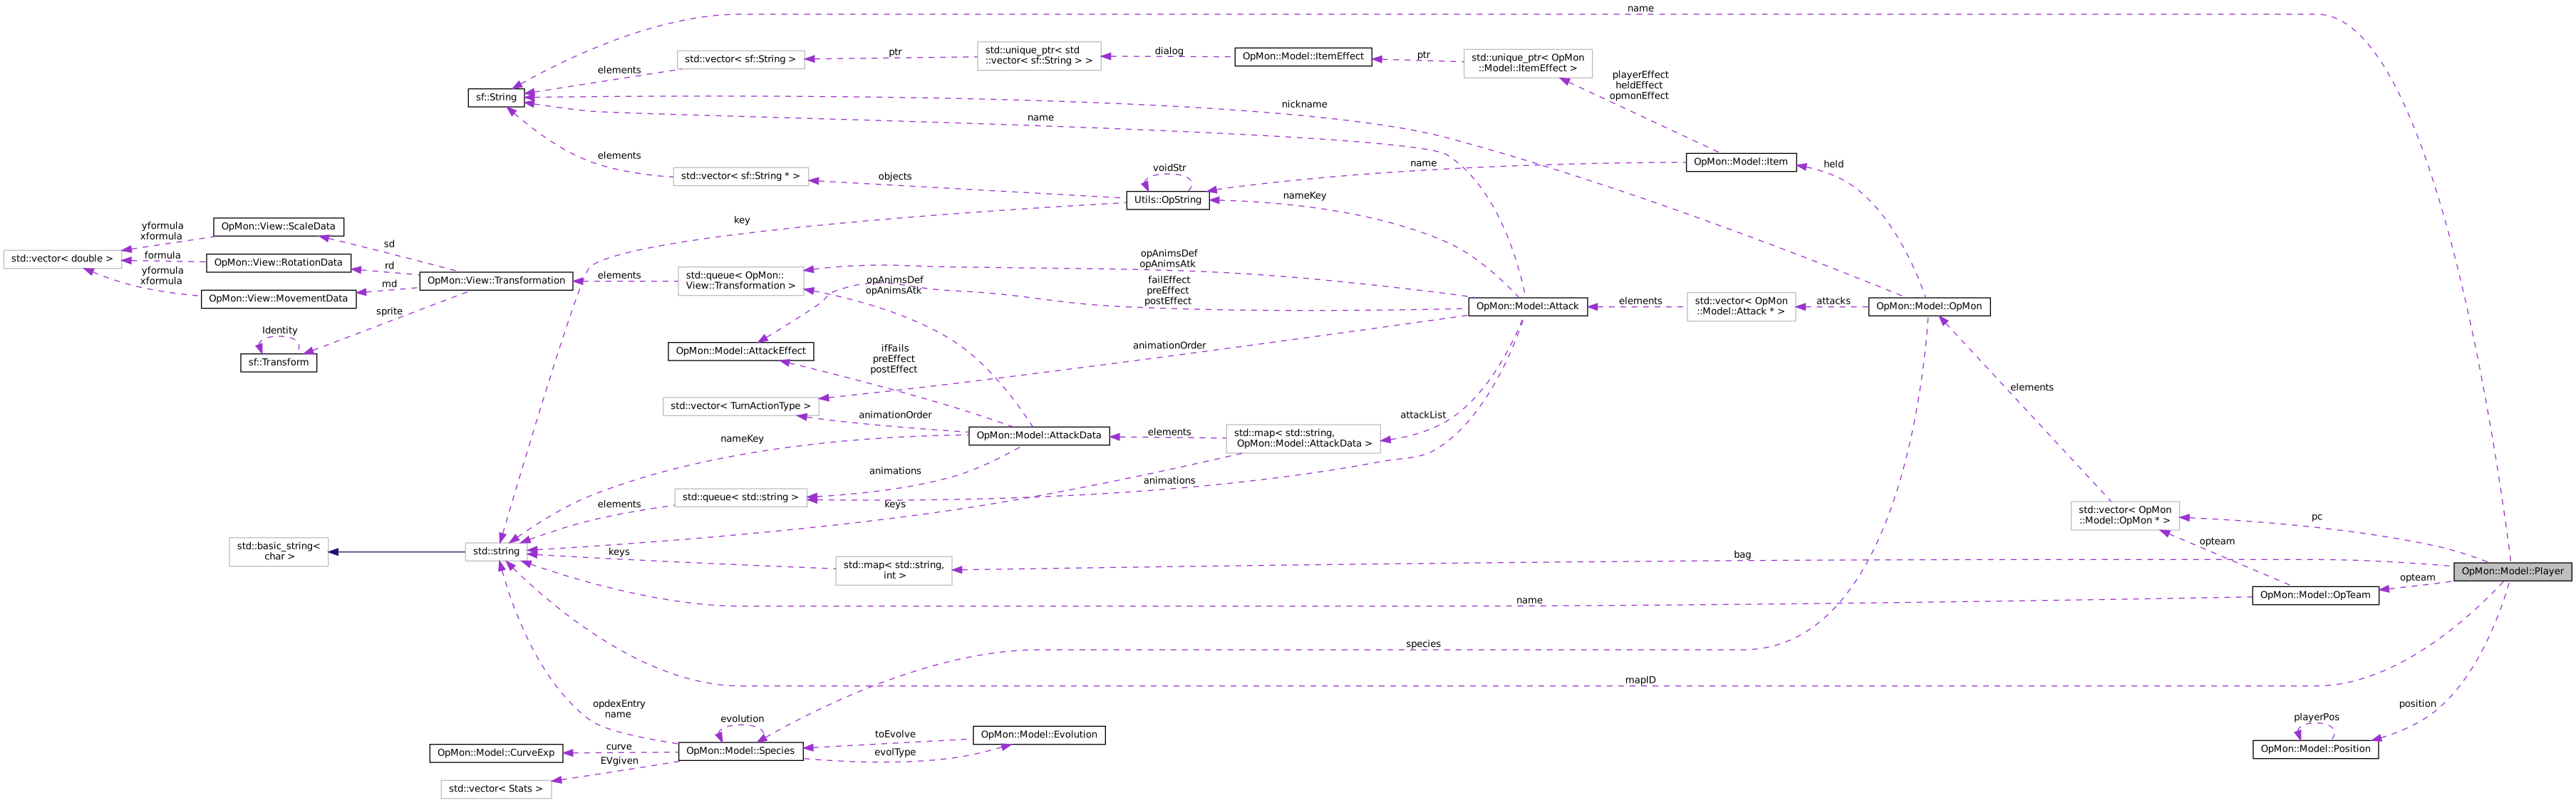 name
ptr
std::unique_ptr< std
::vector< sf::String > >
dialog
OpMon::Model::ItemEffect
ptr
std::unique_ptr< OpMon
::Model::ItemEffect >
std::vector< sf::String >
elements
playerEffect
heldEffect
opmonEffect
sf::String
nickname
name
elements
voidStr
name
OpMon::Model::Item
held
std::vector< sf::String * >
objects
nameKey
Utils::OpString
key
OpMon::View::ScaleData
yformula
xformula
sd
std::vector< double >
formula
OpMon::View::RotationData
rd
yformula
xformula
OpMon::View::MovementData
md
OpMon::View::Transformation
elements
std::queue< OpMon::
View::Transformation >
opAnimsDef
opAnimsAtk
opAnimsDef
opAnimsAtk
failEffect
preEffect
postEffect
OpMon::Model::Attack
elements
std::vector< OpMon
::Model::Attack * >
attacks
OpMon::Model::OpMon
sprite
Identity
sf::Transform
OpMon::Model::AttackEffect
ifFails
preEffect
postEffect
animationOrder
elements
std::vector< TurnActionType >
animationOrder
attackList
nameKey
OpMon::Model::AttackData
elements
std::map< std::string,
OpMon::Model::AttackData >
animations
animations
std::queue< std::string >
elements
keys
std::vector< OpMon
::Model::OpMon * >
pc
opteam
std::basic_string<
char >
std::string
keys
std::map< std::string,
int >
bag
OpMon::Model::Player
opteam
OpMon::Model::OpTeam
name
species
mapID
opdexEntry
name
position
evolution
playerPos
toEvolve
OpMon::Model::Evolution
evolType
OpMon::Model::CurveExp
curve
OpMon::Model::Species
OpMon::Model::Position
EVgiven
std::vector< Stats >